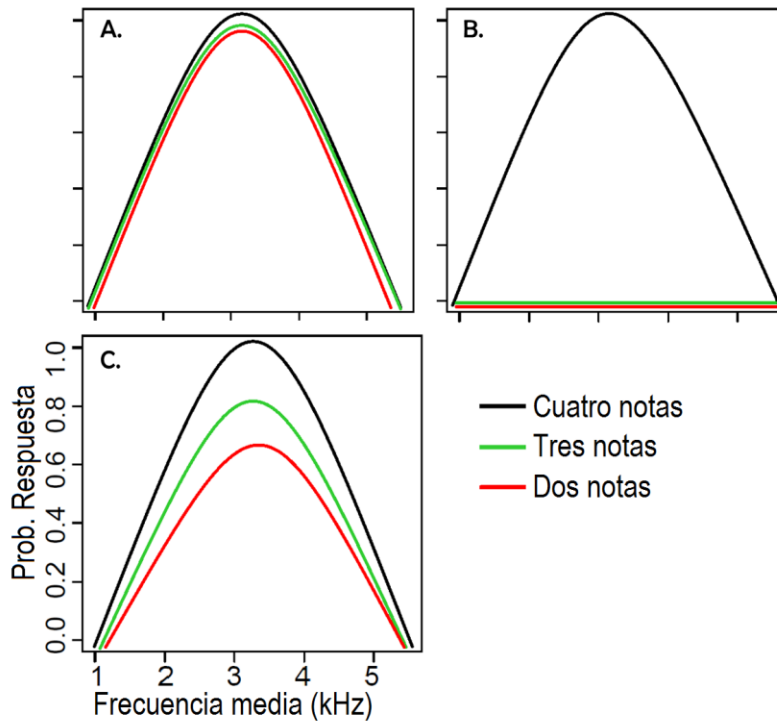 A.
B.
C.
Prob. Respuesta
1.0
0.8
0.6
0.4
0.2
0.0
1 2 3 4 5
Frecuencia media (kHz)
Cuatro notas
Tres notas
Dos notas